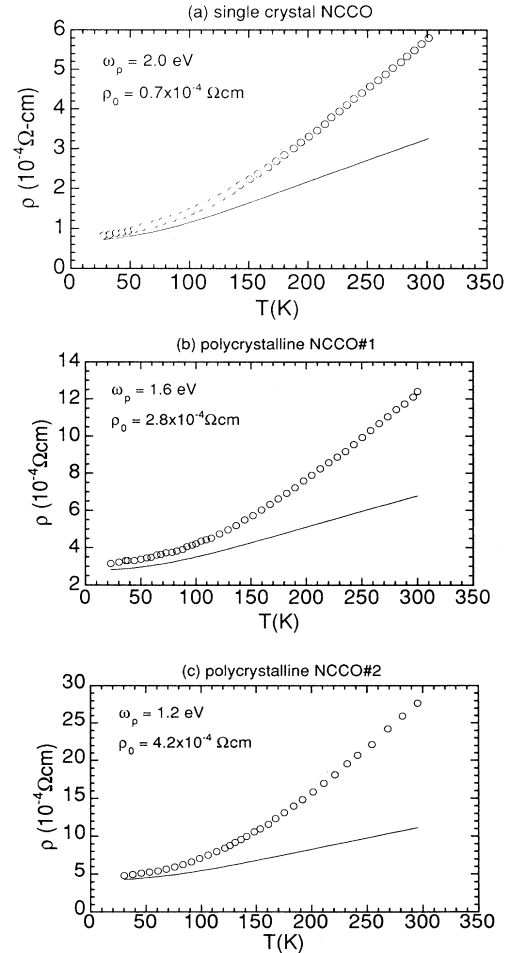 (a) single crystal NCCO
ωp = 2.0 eV
ρ0 = 0.7x10-4 Ωcm
ρ (10-4Ω-cm)
6
5
4
3
2
1
0
0 50 100 150 200 250 300 350
T(K)
(b) polycrystalline NCCO#1
ωp = 1.6 eV
ρ0 = 2.8x10-4Ωcm
ρ (10-4Ωcm)
14
12
10
8
6
4
2
0 50 100 150 200 250 300 350
T(K)
(c) polycrystalline NCCO#2
ωp = 1.2 eV
ρ0 = 4.2x10-4 Ωcm
ρ (10-4Ωcm)
30
25
20
15
10
5
0
0 50 100 150 200 250 300 350
T(K)